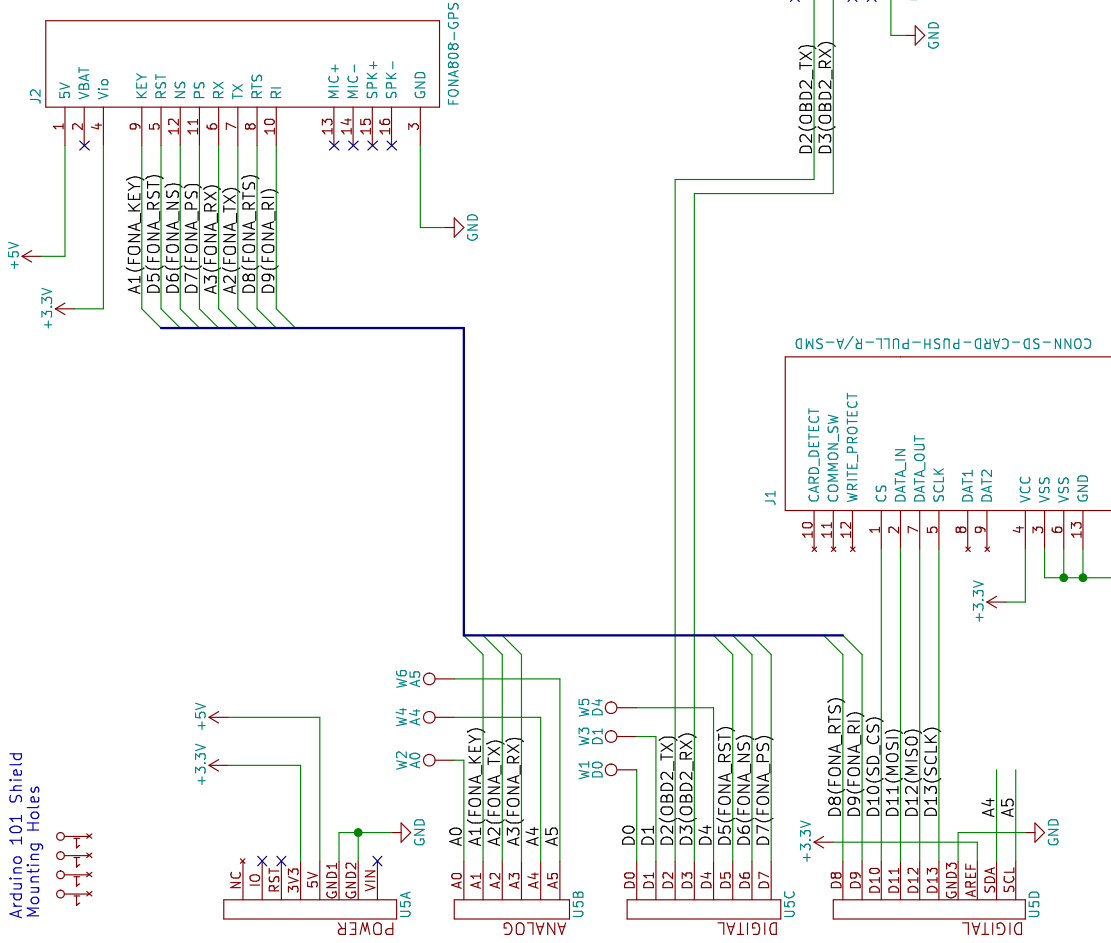 J2
FONA808-GPS
5V
VBAT
Vio
KEY
RST
NS
PS
RX
TX
RTS
RI
MIC+
MIC-
SPK+
SPK-
GND
1
2
4
9
5
12
11
6
7
8
10
13
14
15
16
3
+5V
+3.3V
GND
A1(FONA_KEY)
D5(FONA_RST)
D6(FONA_NS)
D7(FONA_PS)
A3(FONA_RX)
A2(FONA_TX)
D8(FONA_RTS)
D9(FONA_RI)
GND
D2(OBD2_TX)
D3(OBD2_RX)
CONN-SD-CARD-PUSH-PULL-R/A-SMD
J1
CARD_DETECT
COMMON_SW
WRITE_PROTECT
CS
DATA_IN
DATA_OUT
SCLK
DAT1
DAT2
VCC
VSS
VSS
GND
10
11
12
1
2
7
5
8
9
4
3
6
13
+3.3V
Arduino 101 Shield
Mounting Holes
1
1
1
1
+5V
+3.3V
GND
NC
IO
RST
3V3
5V
GND1
GND2
VIN
U5A
POWER
W6
A5
W4
A4
W2
A0
A0
A1(FONA_KEY)
A2(FONA_TX)
A3(FONA_RX)
A4
A5
A0
A1
A2
A3
A4
A5
U5B
ANALOG
W5
D4
W3
D1
W1
D0
D0
D1
D2(OBD2_TX)
D3(OBD2_RX)
D4
D5(FONA_RST)
D6(FONA_NS)
D7(FONA_PS)
D0
D1
D2
D3
D4
D5
D6
D7
U5C
DIGITAL
+3.3V
D8(FONA_RTS)
D9(FONA_RI)
D10(SD_CS)
D11(MOSI)
D12(MISO)
D13(SCLK)
A4
A5
GND
D8
D9
D10
D11
D12
D13
GND3
AREF
SDA
SCL
U5D
DIGITAL